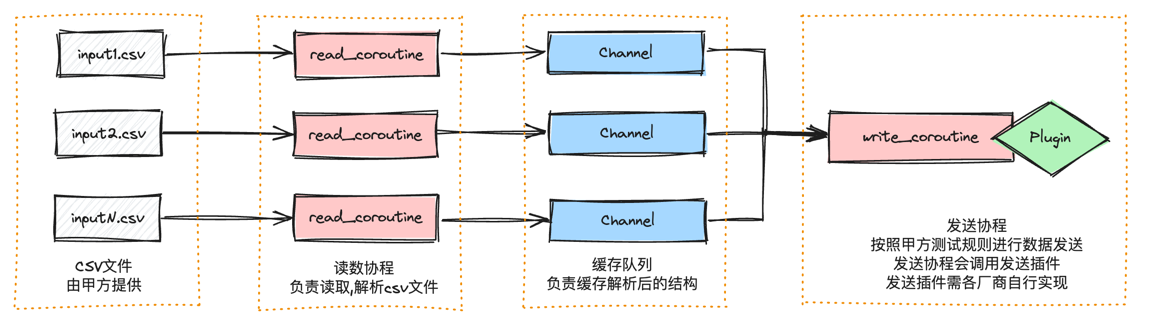 input1.csv
read_coroutine
Channel
input2.csv
read_coroutine
Channel
write_coroutine
Plugin
inputN.csv
read_coroutine
Channel
CSV文件
由甲方提供
读数协程
负责读取,解析csv文件
缓存队列
负责缓存解析后的结构
发送协程
按照甲方测试规则进行数据发送
发送协程会调用发送插件
发送插件需各厂商自行实现